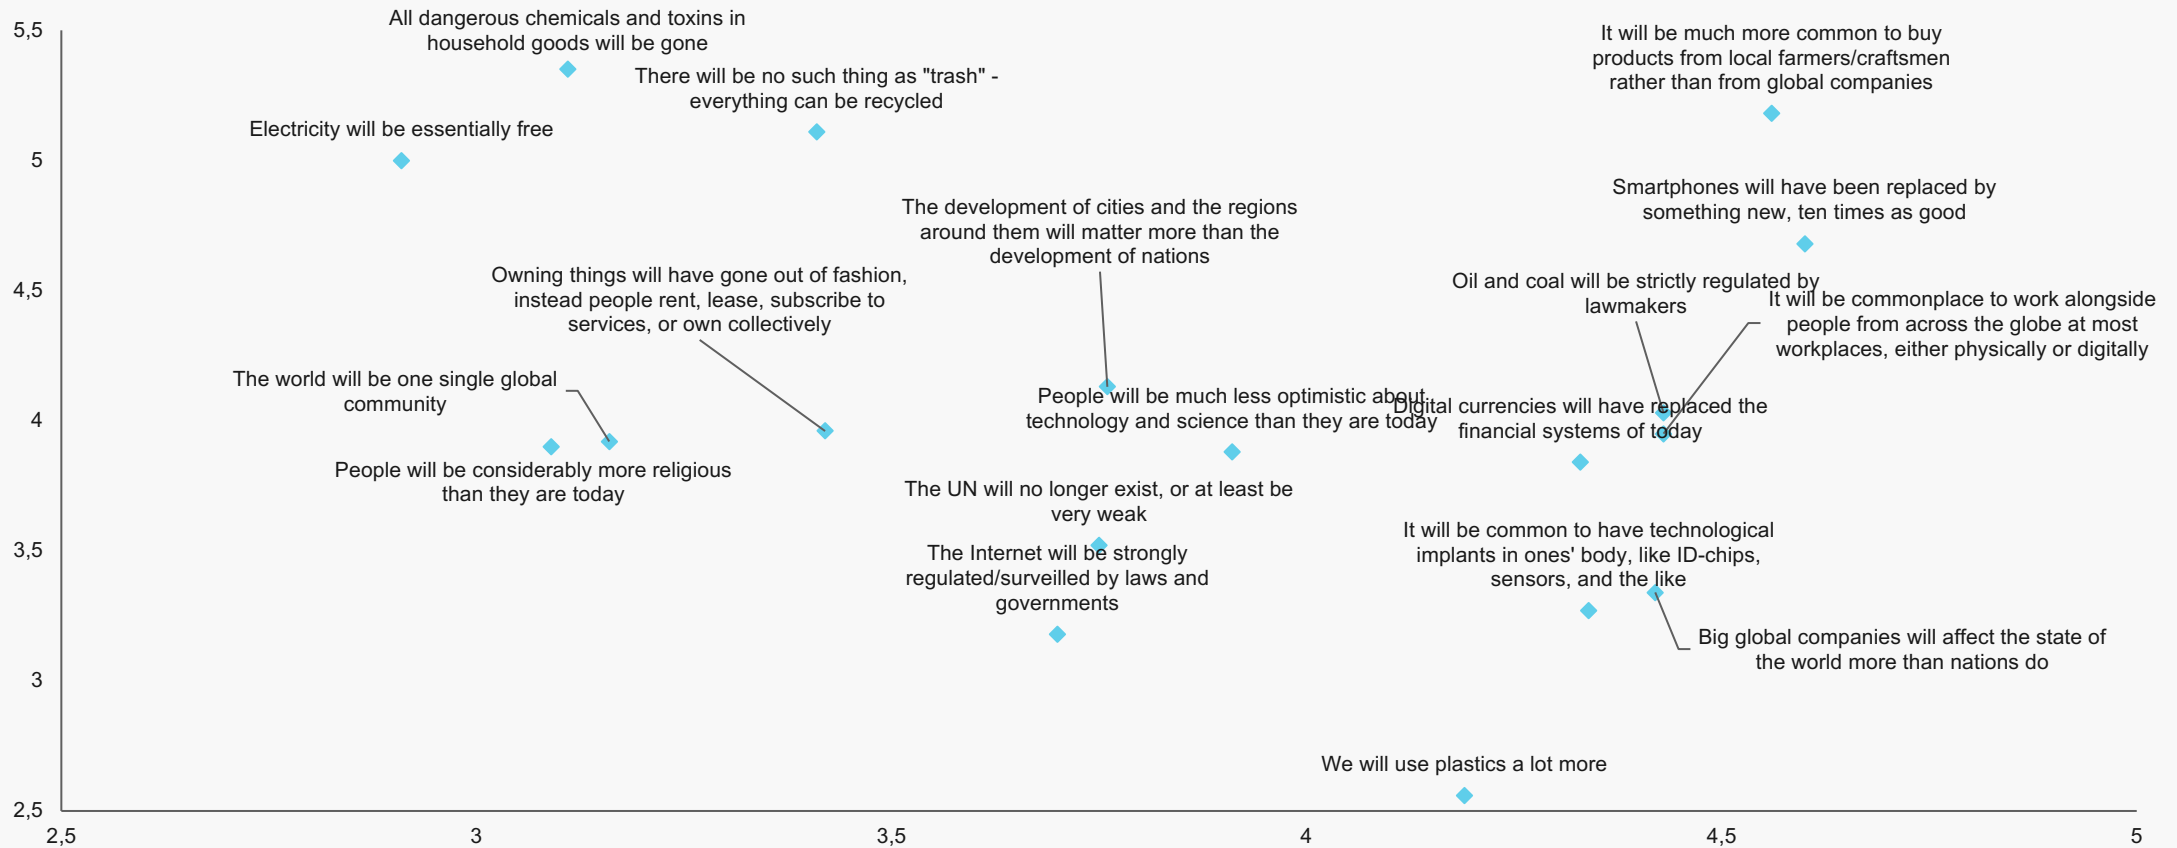 All dangerous chemicals and toxins in
household goods will be gone
There will be no such thing as "trash" -
everything can be recycled
Electricity will be essentially free
It will be much more common to buy
products from local farmers/craftsmen
rather than from global companies
Smartphones will have been replaced by
something new, ten times as good
The development of cities and the regions
around them will matter more than the
development of nations
Owning things will have gone out of fashion,
instead people rent, lease, subscribe to
services, or own collectively
Oil and coal will be strictly regulated by
lawmakers
It will be commonplace to work alongside
people from across the globe at most
workplaces, either physically or digitally
The world will be one single global
community
People will be much less optimistic about
technology and science than they are today
Digital currencies will have replaced the
financial systems of today
People will be considerably more religious
than they are today
The UN will no longer exist, or at least be
very weak
The Internet will be strongly
regulated/surveilled by laws and
governments
It will be common to have technological
implants in ones' body, like ID-chips,
sensors, and the like
Big global companies will affect the state of
the world more than nations do
We will use plastics a lot more
5,5
5
4,5
4
3,5
3
2,5
2,5
3
3,5
4
4,5
5